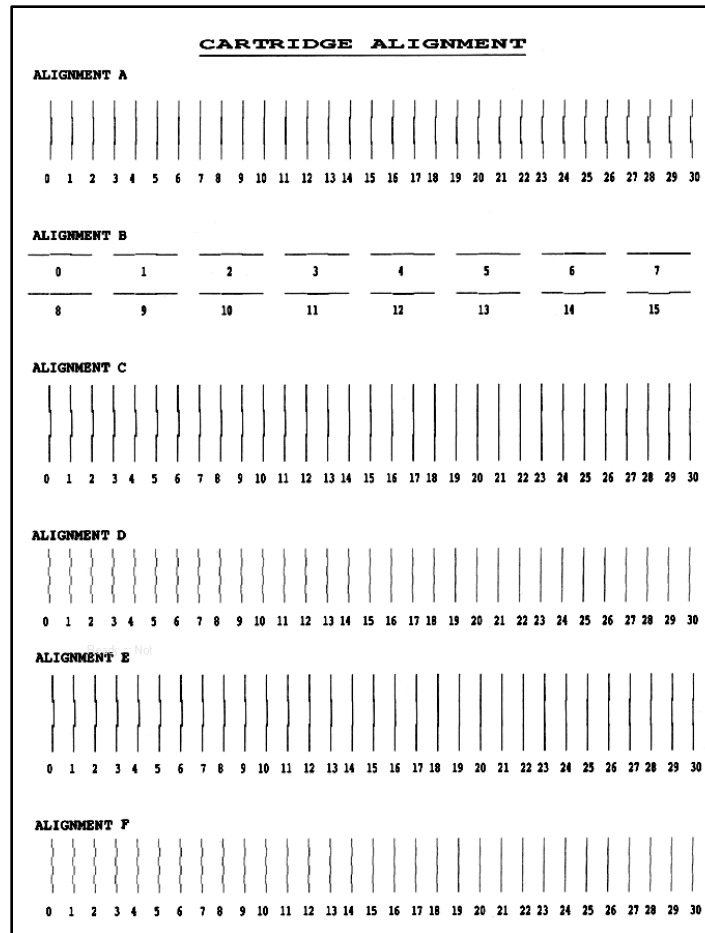 CARTRIDGE ALIGNMENT
ALIGNMENT A
0 1 2 3 4 5 6 7 8 9 10 11 12 13 14 15 16 17 18 19 20 21 22 23 24 25 26 27 28 29 30
ALIGNMENT B
0 1 2 3 4 5 6 7
8 9 10 11 12 13 14 15
ALIGNMENT C
0 1 2 3 4 5 6 7 8 9 10 11 12 13 14 15 16 17 18 19 20 21 22 23 24 25 26 27 28 29 30
ALIGNMENT D
0 1 2 3 4 5 6 7 8 9 10 11 12 13 14 15 16 17 18 19 20 21 22 23 24 25 26 27 28 29 30
Not
ALIGNMENT E
0 1 2 3 4 5 6 7 8 9 10 11 12 13 14 15 16 17 18 19 20 21 22 23 24 25 26 27 28 29 30
ALIGNMENT F
0 1 2 3 4 5 6 7 8 9 10 11 12 13 14 15 16 17 18 19 20 21 22 23 24 25 26 27 28 29 30